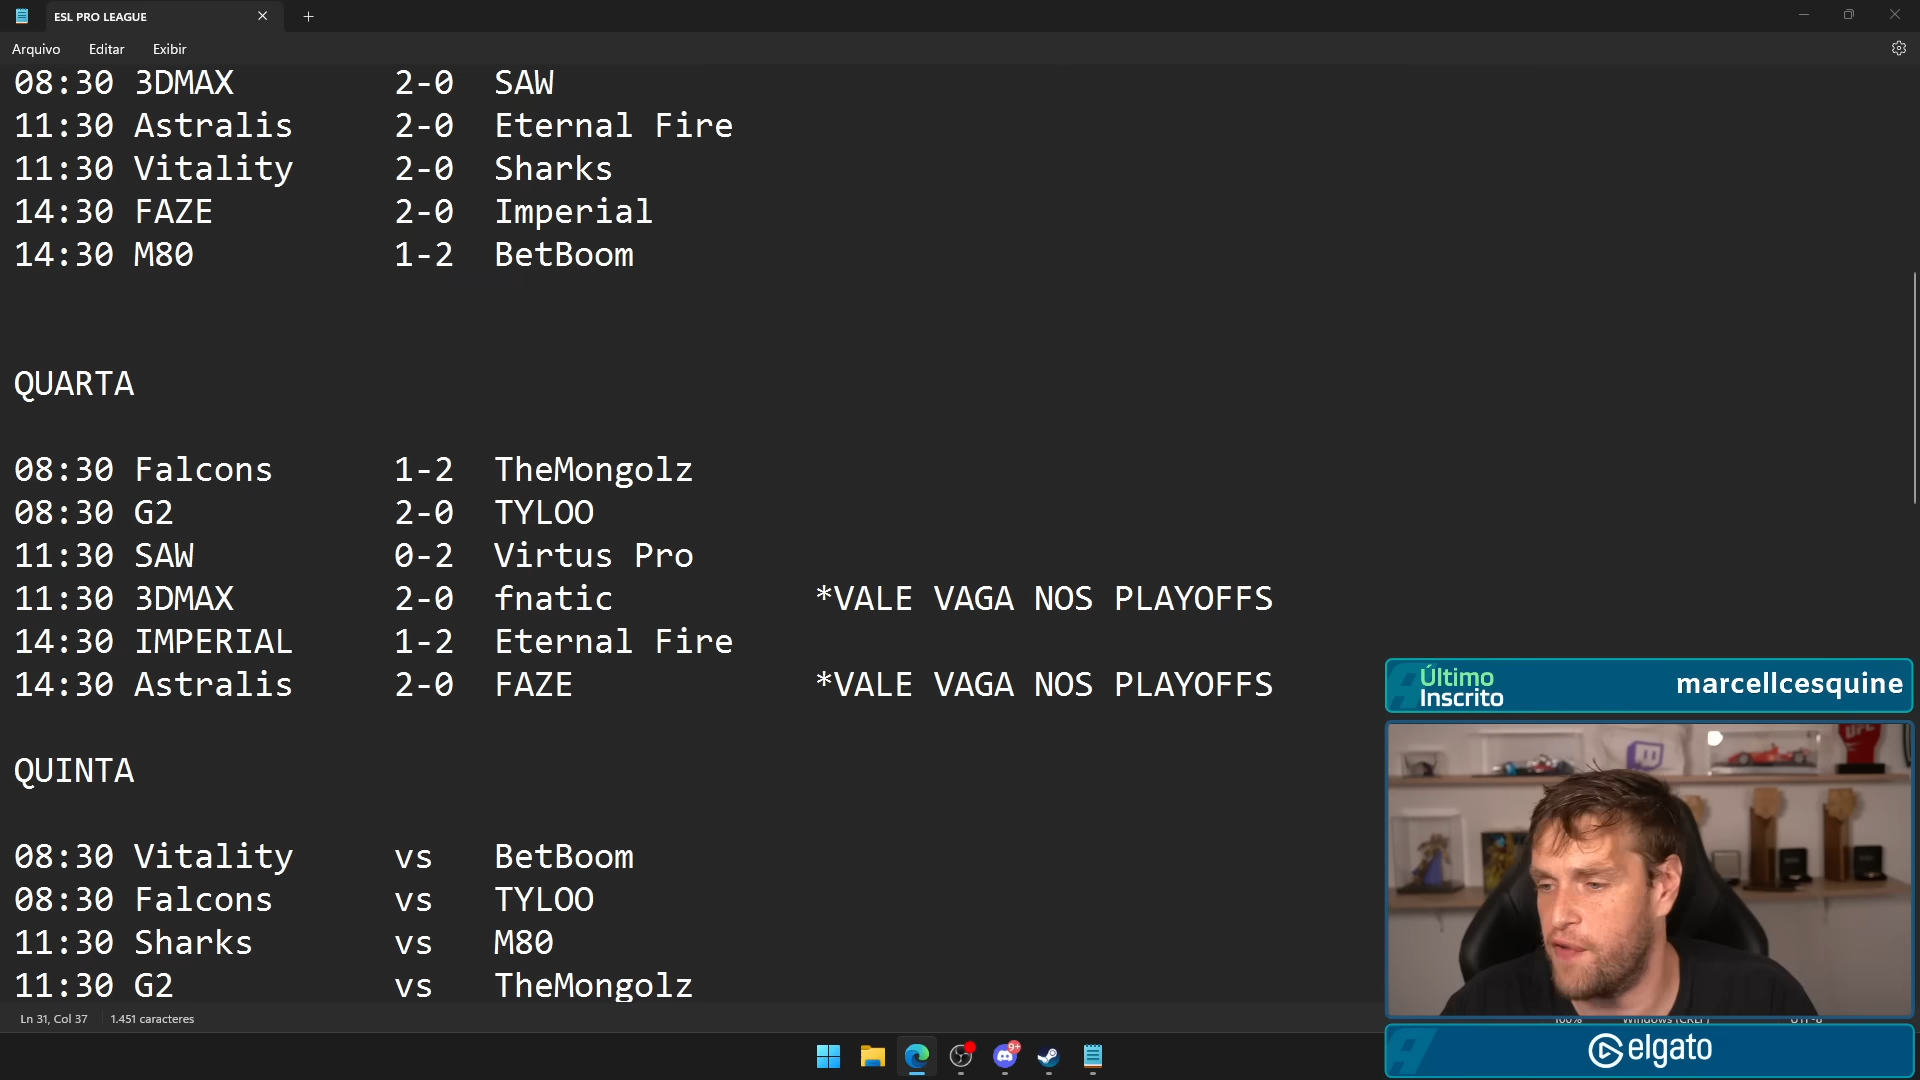 ESL PRO LEAGUE
Arquivo Editar Exibir
08:30 3DMAX 2-0 SAW
11:30 Astralis 2-0 Eternal Fire
11:30 Vitality 2-0 Sharks
14:30 FAZE 2-0 Imperial
14:30 M80 1-2 BetBoom
QUARTA
08:30 Falcons 1-2 TheMongolz
08:30 G2 2-0 TYLOO
11:30 SAW 0-2 Virtus Pro
11:30 3DMAX 2-0 fnatic *VALE VAGA NOS PLAYOFFS
14:30 IMPERIAL 1-2 Eternal Fire
14:30 Astralis 2-0 FAZE *VALE VAGA NOS PLAYOFFS
QUINTA
08:30 Vitality vs BetBoom
08:30 Falcons vs TYLOO
11:30 Sharks vs M80
11:30 G2 vs TheMongolz
Último
Inscrito
marcellcesquine
UFC
Ln 31, Col 37 1.451 caracteres
9+
elgato